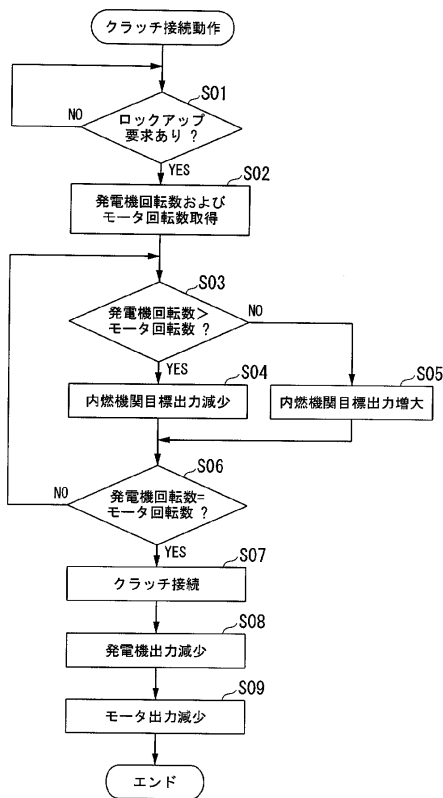 クラッチ接続動作
S01
ロックアップ
要求あり ?
NO
YES
S02
発電機回転数および
モータ回転数取得
S03
発電機回転数>
モータ回転数 ?
NO
YES
S04
内燃機関目標出力減少
S05
内燃機関目標出力増大
S06
発電機回転数=
モータ回転数 ?
NO
YES
S07
クラッチ接続
S08
発電機出力減少
S09
モータ出力減少
エンド